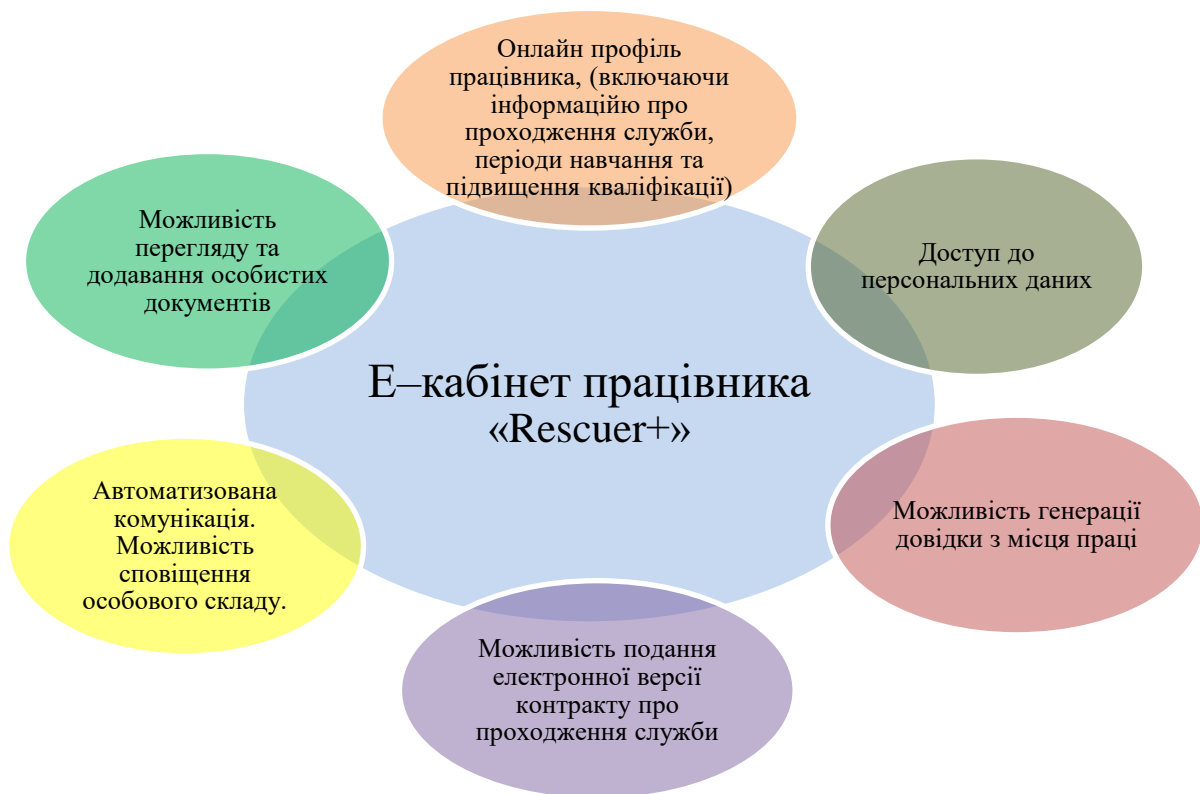 Онлайн профіль
працівника, (включаючи
інформаційю про
проходження служби,
періоди навчання та
підвищення кваліфікації)
Можливість
перегляду та
додавання особистих
документів
Доступ до
персональних даних
Е–кабінет працівника
«Rescuer+»
Автоматизована
комунікація.
Можливість
сповіщення
особового складу.
Можливість генерації
довідки з місця праці
Можливість подання
електронної версії
контракту про
проходження служби